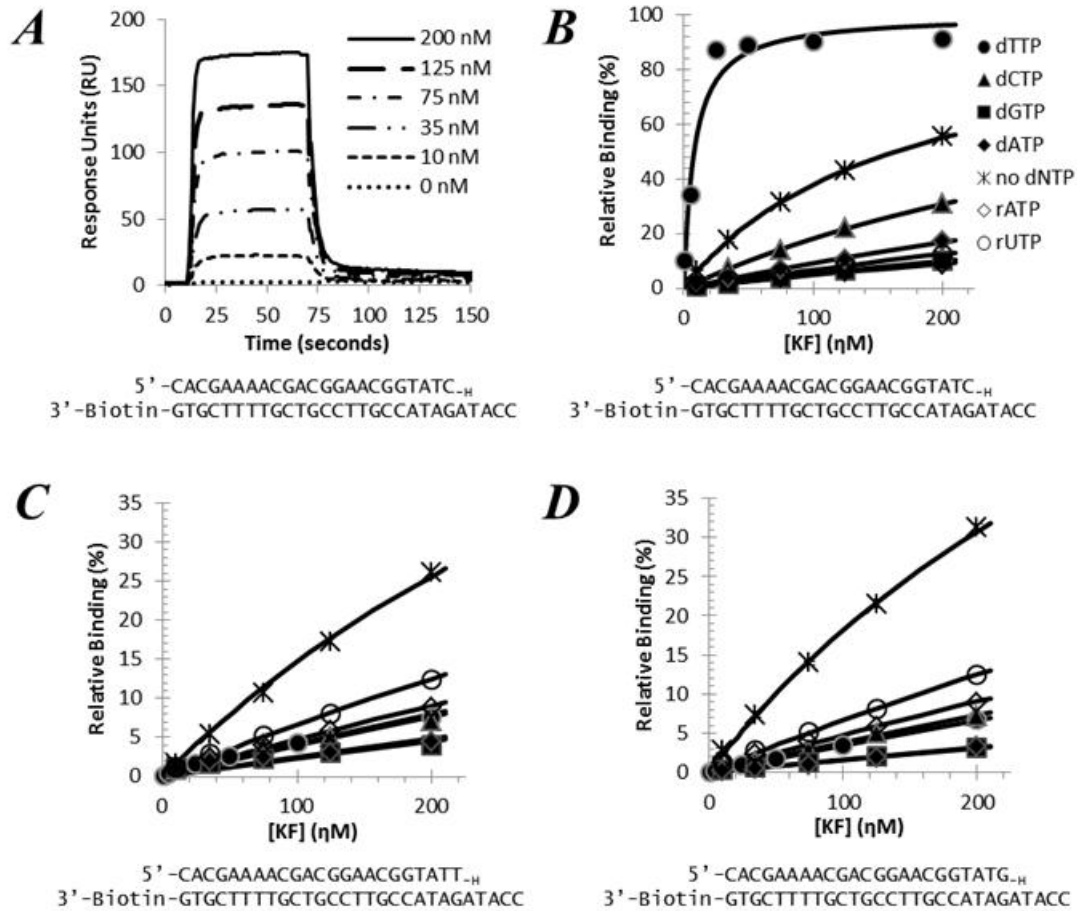 A
Response Units (RU)
200
150
100
50
0
0 25 50 75 100 125 150
Time (seconds)
200 nM
125 nM
75 nM
35 nM
10 nM
0 nM
5’-CACGAAAACGACGGAACGGTATC-H
3’-Biotin-GTGCTTTTGCTGCCTTGCCATAGATACC
B
Relative Binding (%)
100
80
60
40
20
0
0 100 200
[KF] (ηM)
dTTP
dCTP
dGTP
dATP
no dNTP
rATP
rUTP
5’-CACGAAAACGACGGAACGGTATC-H
3’-Biotin-GTGCTTTTGCTGCCTTGCCATAGATACC
C
Relative Binding (%)
35
30
25
20
15
10
5
0
0 100 200
[KF] (ηM)
5’-CACGAAAACGACGGAACGGTATT-H
3’-Biotin-GTGCTTTTGCTGCCTTGCCATAGATACC
D
Relative Binding (%)
35
30
25
20
15
10
5
0
0 100 200
[KF] (ηM)
5’-CACGAAAACGACGGAACGGTATG-H
3’-Biotin-GTGCTTTTGCTGCCTTGCCATAGATACC